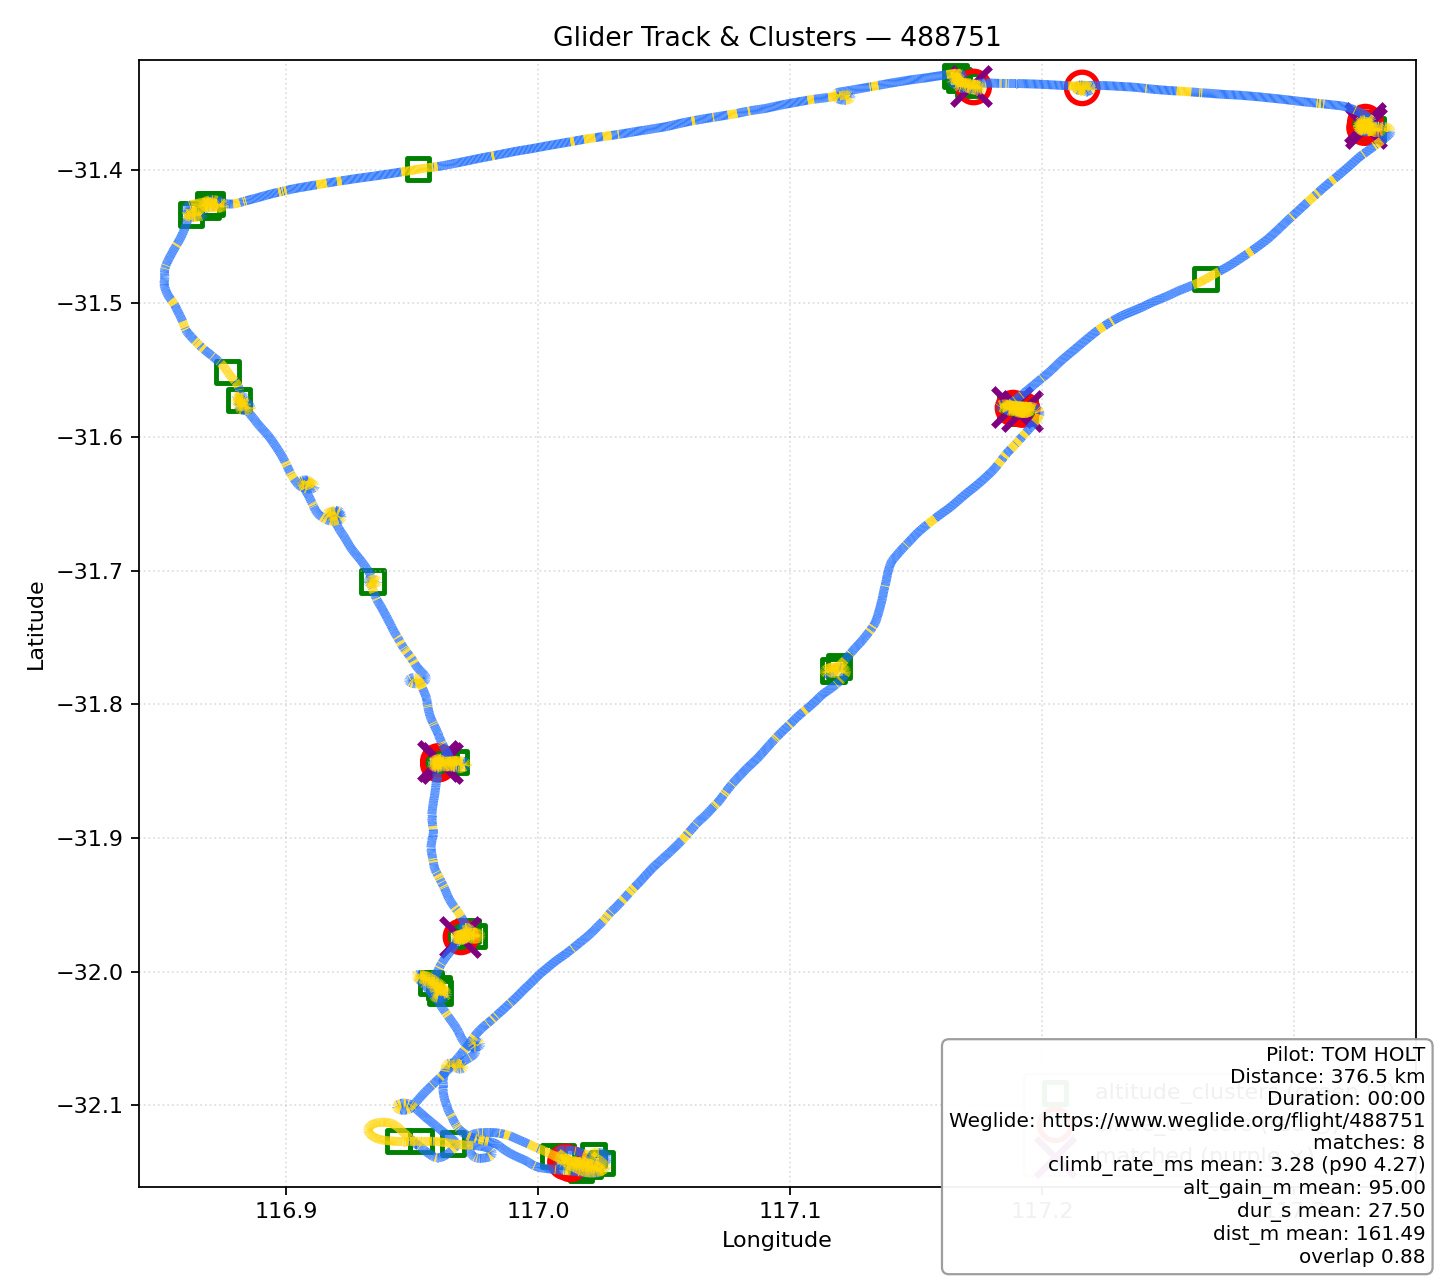 Glider Track & Clusters — 488751
−31.4
−31.5
−31.6
−31.7
−31.8
−31.9
−32.0
−32.1
Latitude
116.9
117.0
117.1
117.2
Longitude
Pilot: TOM HOLT
Distance: 376.5 km
Duration: 00:00
Weglide: https://www.weglide.org/flight/488751
matches: 8
climb_rate_ms mean: 3.28 (p90 4.27)
alt_gain_m mean: 95.00
dur_s mean: 27.50
dist_m mean: 161.49
overlap 0.88